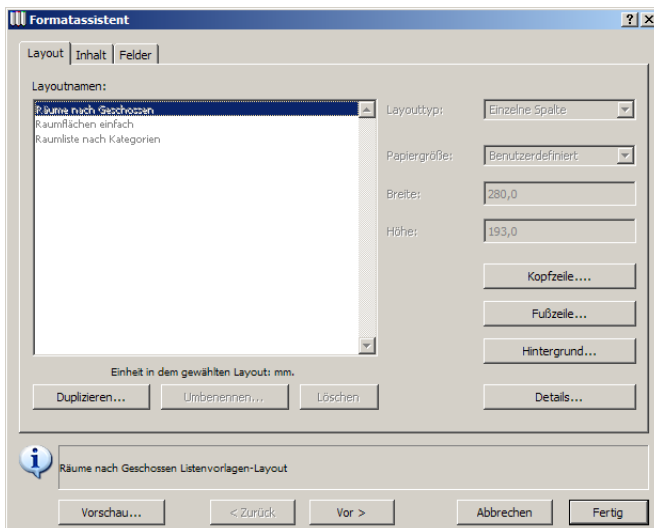 Formatassistent
Layout Inhalt Felder
Layoutnamen:
Räume nach Geschossen
Raumflächen einfach
Raumliste nach Kategorien
Layouttyp: Einzelne Spalte
Papiergröße: Benutzerdefiniert
Breite: 280,0
Höhe: 193,0
Kopfzeile....
Fußzeile...
Hintergrund...
Einheit in dem gewählten Layout: mm.
Duplizieren... Umbenennen... Löschen Details...
Räume nach Geschossen Listenvorlagen-Layout
Vorschau... < Zurück Vor > Abbrechen Fertig